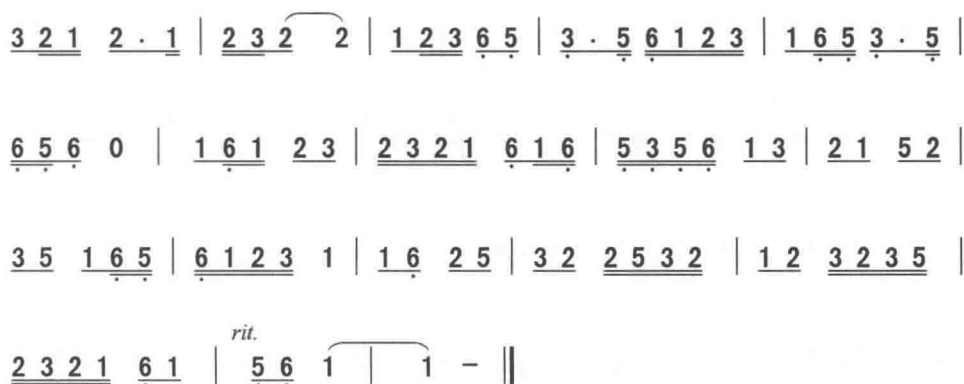 3 2 1 2 · 1 | 2 3 2 2 | 1 2 3 6 5 | 3 · 5 6 1 2 3 | 1 6 5 3 · 5 |
6 5 6 0 | 1 6 1 2 3 | 2 3 2 1 6 1 6 | 5 3 5 6 1 3 | 2 1 5 2 |
3 5 1 6 5 | 6 1 2 3 1 | 1 6 2 5 | 3 2 2 5 3 2 | 1 2 3 2 3 5 |
rit.
2 3 2 1 6 1 | 5 6 1 | 1 – ‖